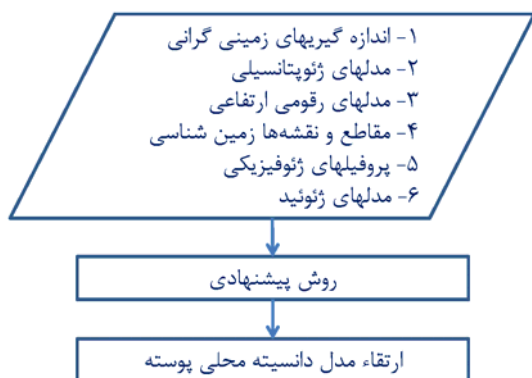 ۱- اندازه گیریهای زمینی گرانی
۲- مدلهای ژئوپتانسیلی
۳- مدلهای رقومی ارتفاعی
۴- مقاطع و نقشه‌ها زمین شناسی
۵- پروفیلهای ژئوفیزیکی
۶- مدلهای ژئوئید
روش پیشنهادی
ارتقاء مدل دانسیته محلی پوسته